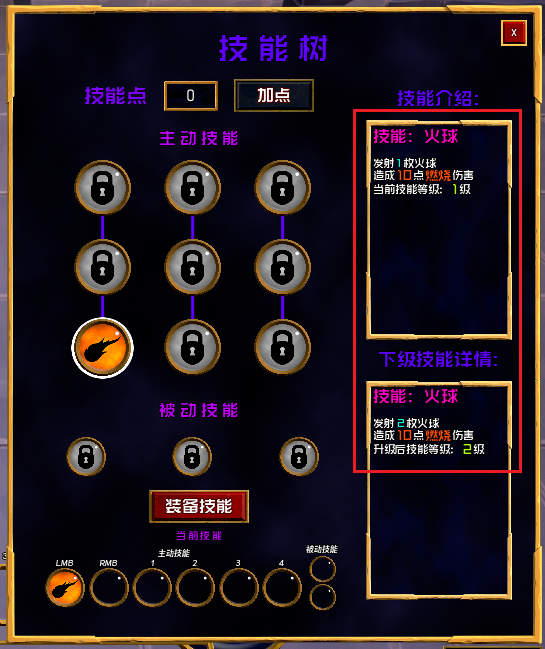 X
技能树
技能点 0 加点
技能介绍:
主动技能
技能: 火球
发射1枚火球
造成10点燃烧伤害
当前技能等级: 1级
下级技能详情:
技能: 火球
发射2枚火球
造成10点燃烧伤害
升级后技能等级: 2级
被动技能
装备技能
当前技能
主动技能
被动技能
LMB RMB 1 2 3 4